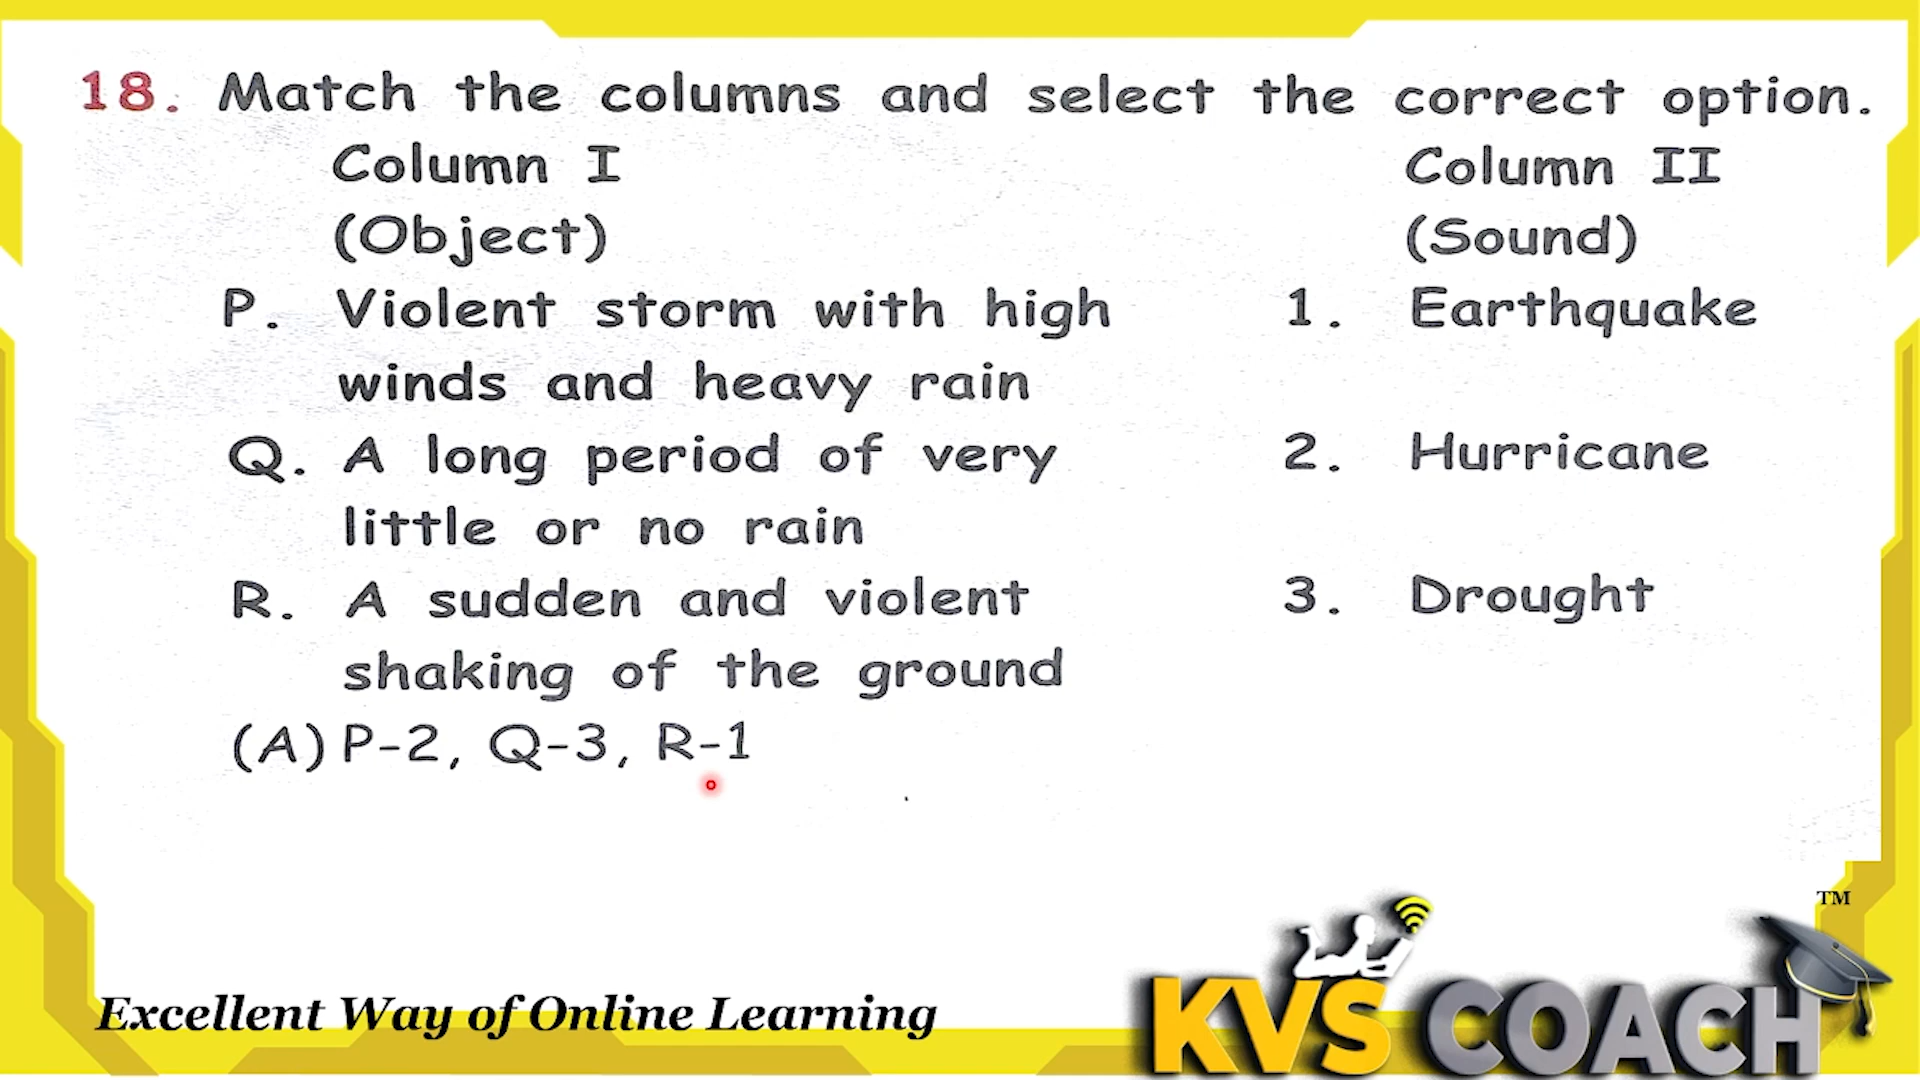 18. Match the columns and select the correct option.
Column I Column II
(Object) (Sound)
P. Violent storm with high 1. Earthquake
winds and heavy rain
Q. A long period of very 2. Hurricane
little or no rain
R. A sudden and violent 3. Drought
shaking of the ground
(A) P-2, Q-3, R-1
TM
Excellent Way of Online Learning
KVS COACH